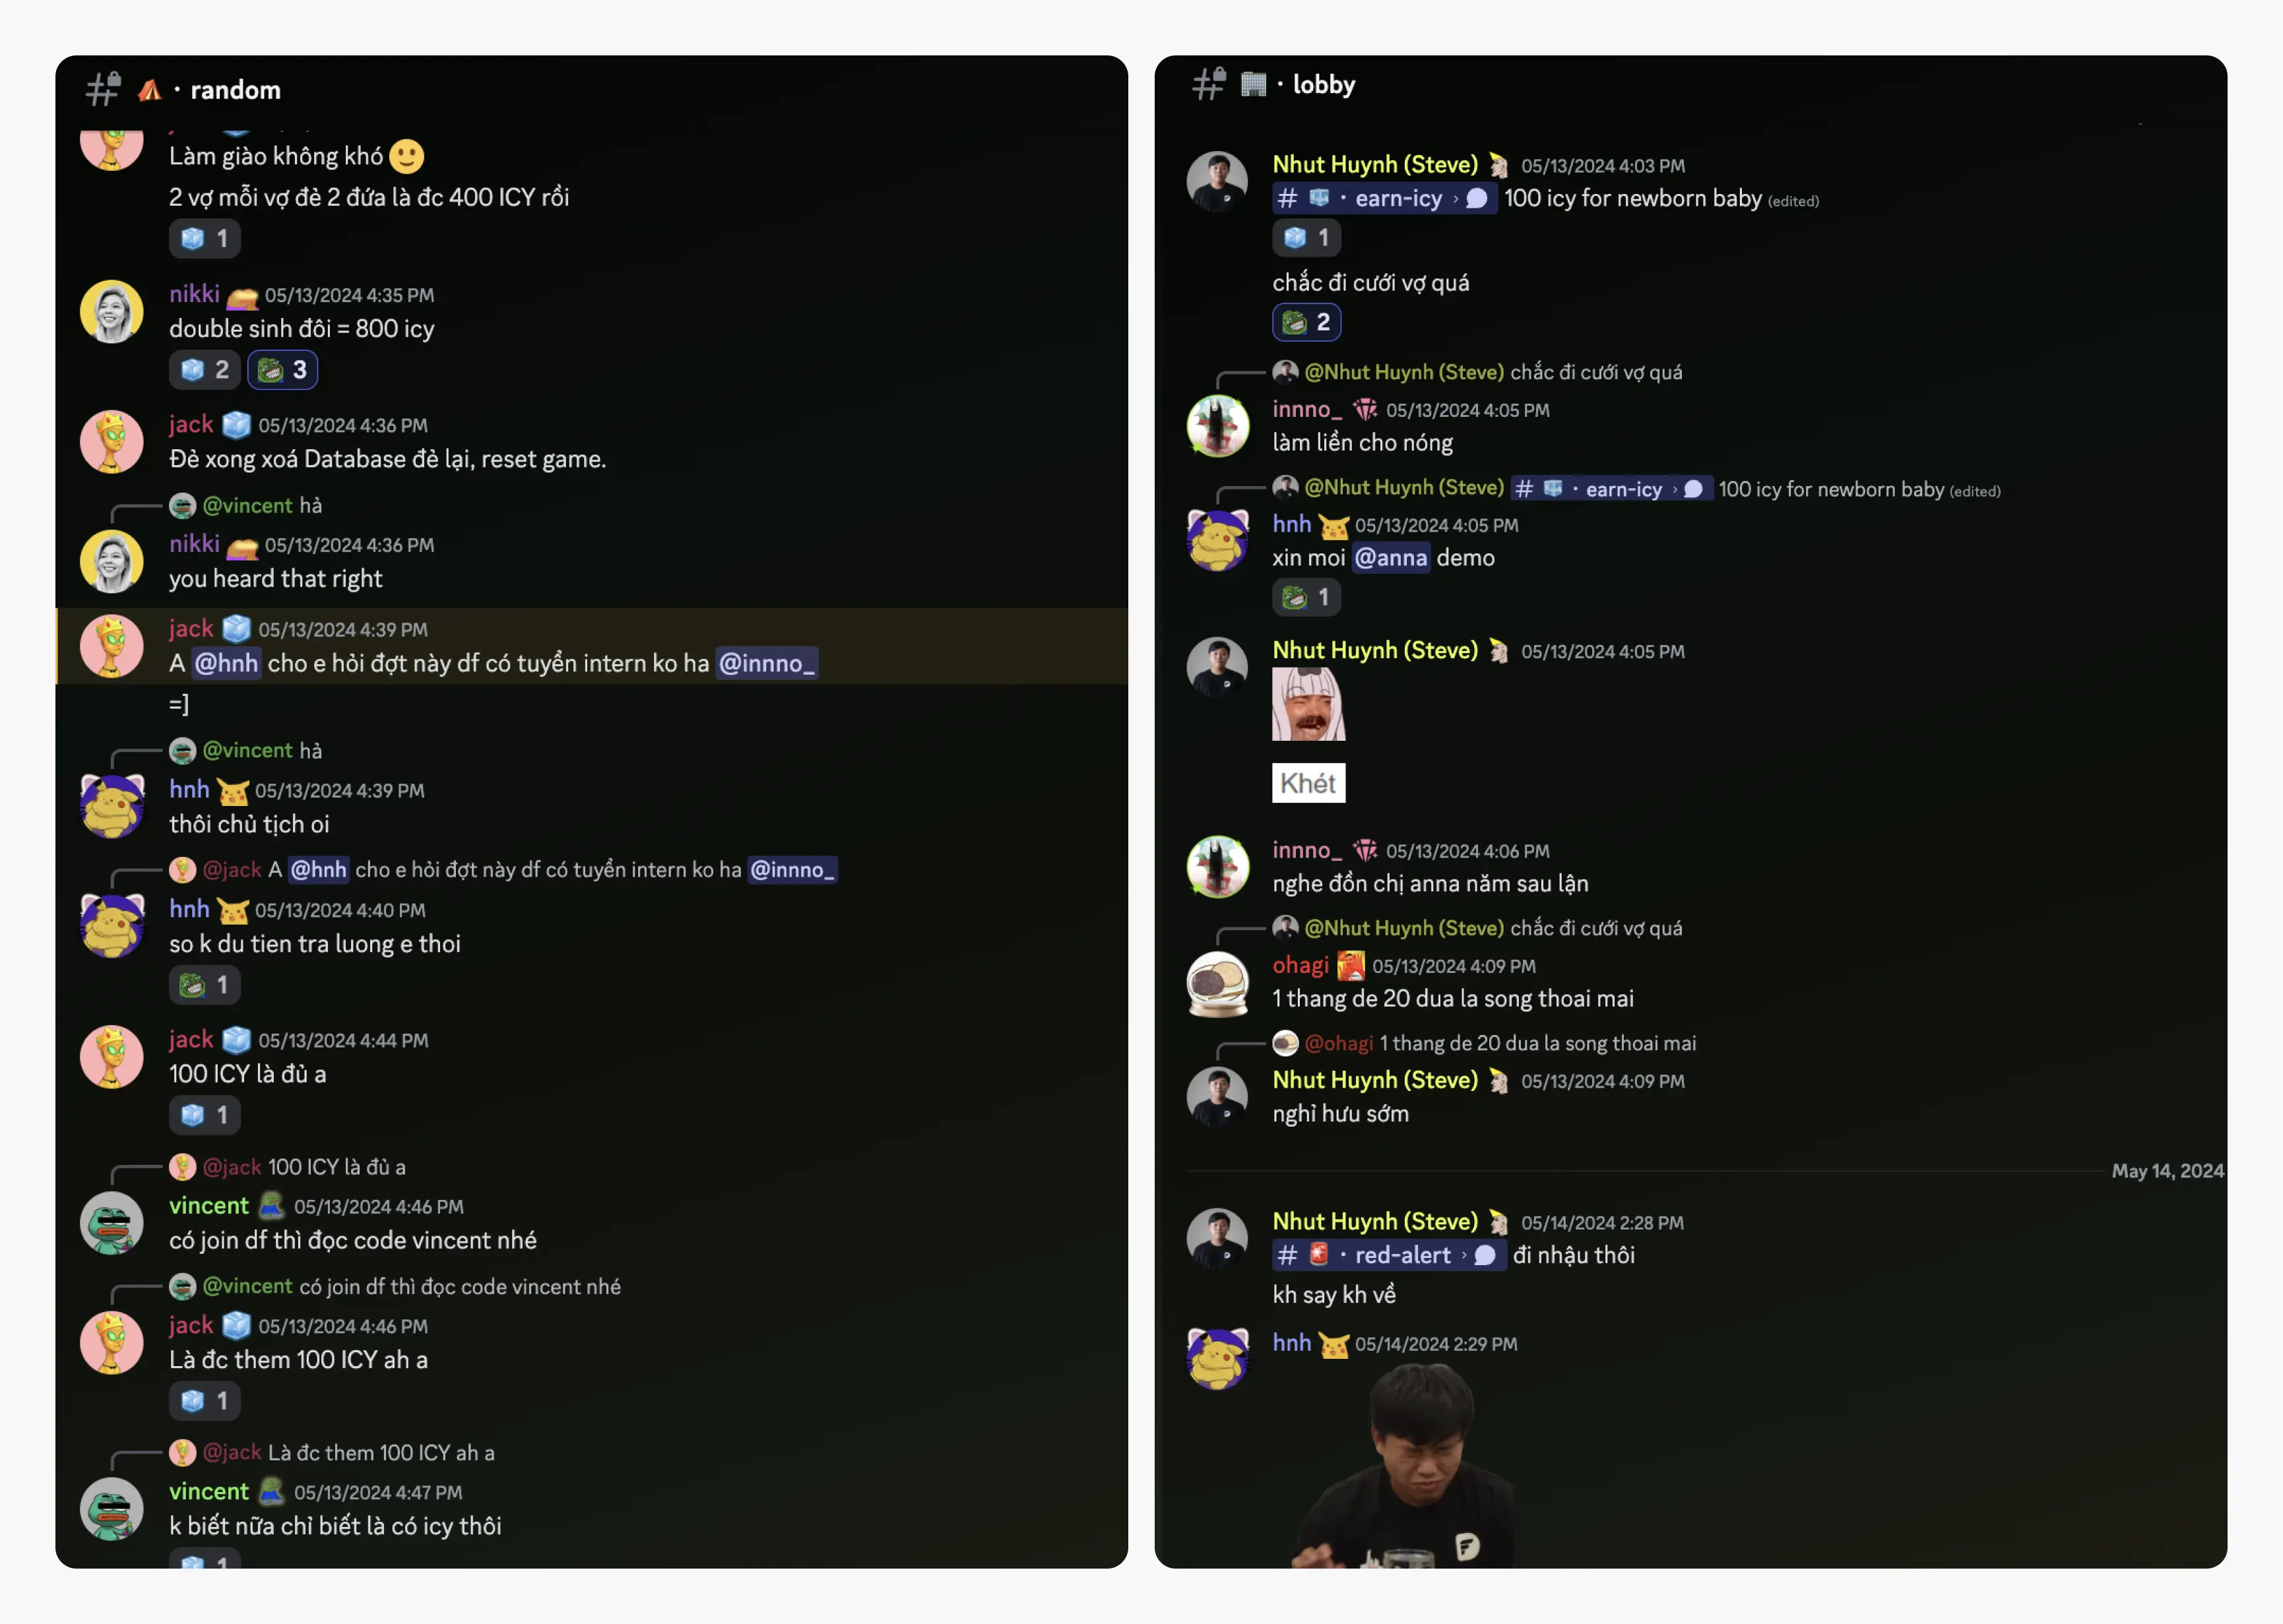 · random
Làm giào không khó
2 vợ mỗi vợ đẻ 2 đứa là đc 400 ICY rồi
1
nikki 05/13/2024 4:35 PM
double sinh đôi = 800 icy
2 3
jack 05/13/2024 4:36 PM
Đẻ xong xoá Database đẻ lại, reset game.
@vincent hả
nikki 05/13/2024 4:36 PM
you heard that right
jack 05/13/2024 4:39 PM
A @hnh cho e hỏi đợt này df có tuyển intern ko ha @innno_
=]
@vincent hả
hnh 05/13/2024 4:39 PM
thôi chủ tịch oi
@jack A @hnh cho e hỏi đợt này df có tuyển intern ko ha @innno_
hnh 05/13/2024 4:40 PM
so k du tien tra luong e thoi
1
jack 05/13/2024 4:44 PM
100 ICY là đủ a
1
@jack 100 ICY là đủ a
vincent 05/13/2024 4:46 PM
có join df thì đọc code vincent nhé
@vincent có join df thì đọc code vincent nhé
jack 05/13/2024 4:46 PM
Là đc them 100 ICY ah a
1
@jack Là đc them 100 ICY ah a
vincent 05/13/2024 4:47 PM
k biết nữa chỉ biết là có icy thôi
1
· lobby
Nhut Huynh (Steve) 05/13/2024 4:03 PM
# · earn-icy › 100 icy for newborn baby (edited)
1
chắc đi cưới vợ quá
2
@Nhut Huynh (Steve) chắc đi cưới vợ quá
innno_ 05/13/2024 4:05 PM
làm liền cho nóng
@Nhut Huynh (Steve) # · earn-icy › 100 icy for newborn baby (edited)
hnh 05/13/2024 4:05 PM
xin moi @anna demo
1
Nhut Huynh (Steve) 05/13/2024 4:05 PM
Khét
innno_ 05/13/2024 4:06 PM
nghe đồn chị anna năm sau lận
@Nhut Huynh (Steve) chắc đi cưới vợ quá
ohagi 05/13/2024 4:09 PM
1 thang de 20 dua la song thoai mai
@ohagi 1 thang de 20 dua la song thoai mai
Nhut Huynh (Steve) 05/13/2024 4:09 PM
nghỉ hưu sớm
May 14, 2024
Nhut Huynh (Steve) 05/14/2024 2:28 PM
# · red-alert › đi nhậu thôi
kh say kh về
hnh 05/14/2024 2:29 PM